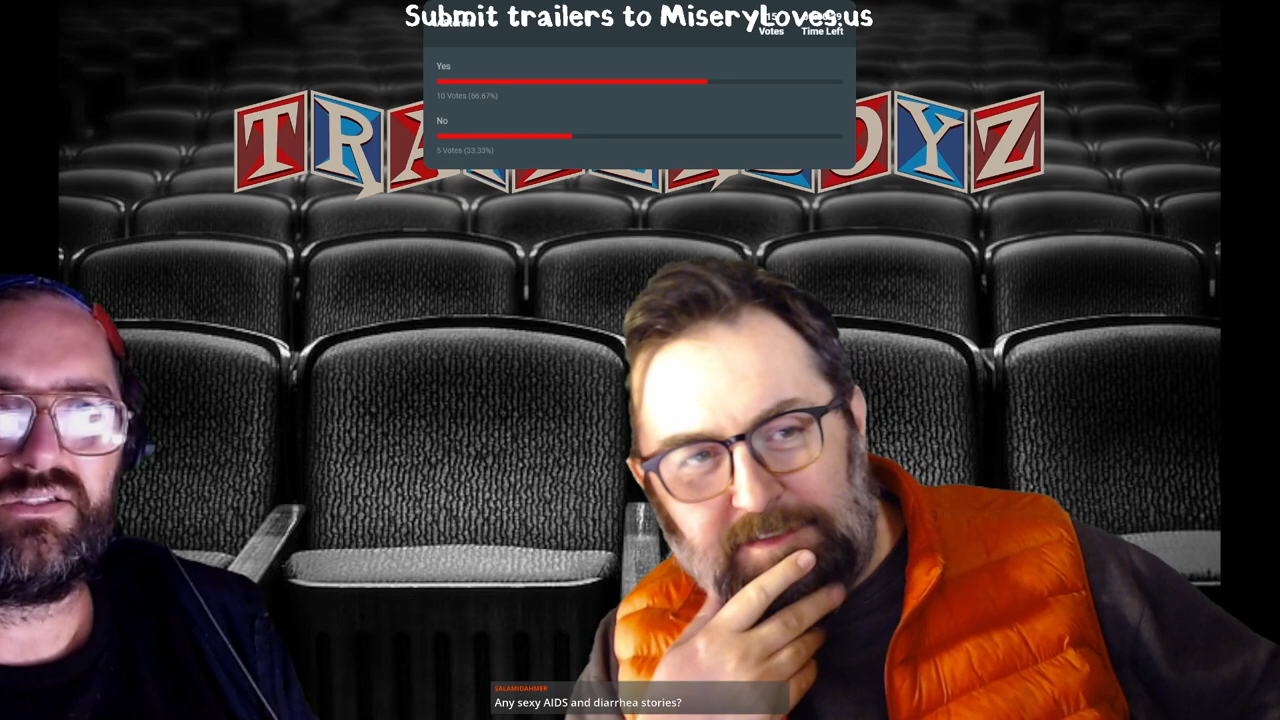 Submit trailers to MiseryLoves.us
Votes
Time Left
Yes
10 Votes (66.67%)
No
5 Votes (33.33%)
SALAMIDAHMER
Any sexy AIDS and diarrhea stories?